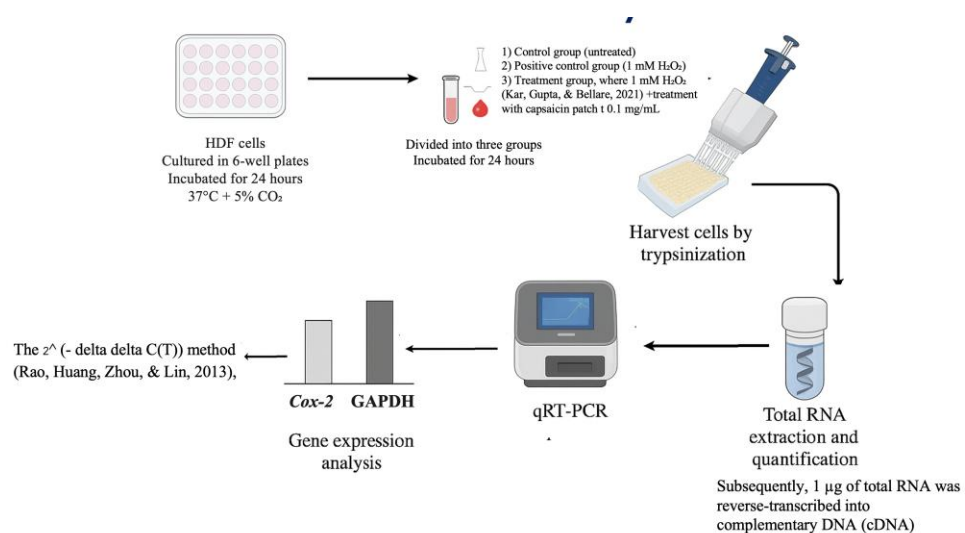 1) Control group (untreated)
2) Positive control group (1 mM H₂O₂)
3) Treatment group, where 1 mM H₂O₂
(Kar, Gupta, & Bellare, 2021) +treatment
with capsaicin patch t 0.1 mg/mL
HDF cells
Cultured in 6-well plates
Incubated for 24 hours
37°C + 5% CO₂
Divided into three groups
Incubated for 24 hours
Harvest cells by
trypsinization
Total RNA
extraction and
quantification
Subsequently, 1 µg of total RNA was
reverse-transcribed into
complementary DNA (cDNA)
qRT-PCR
Cox-2 GAPDH
Gene expression
analysis
The 2^ (- delta delta C(T)) method
(Rao, Huang, Zhou, & Lin, 2013),